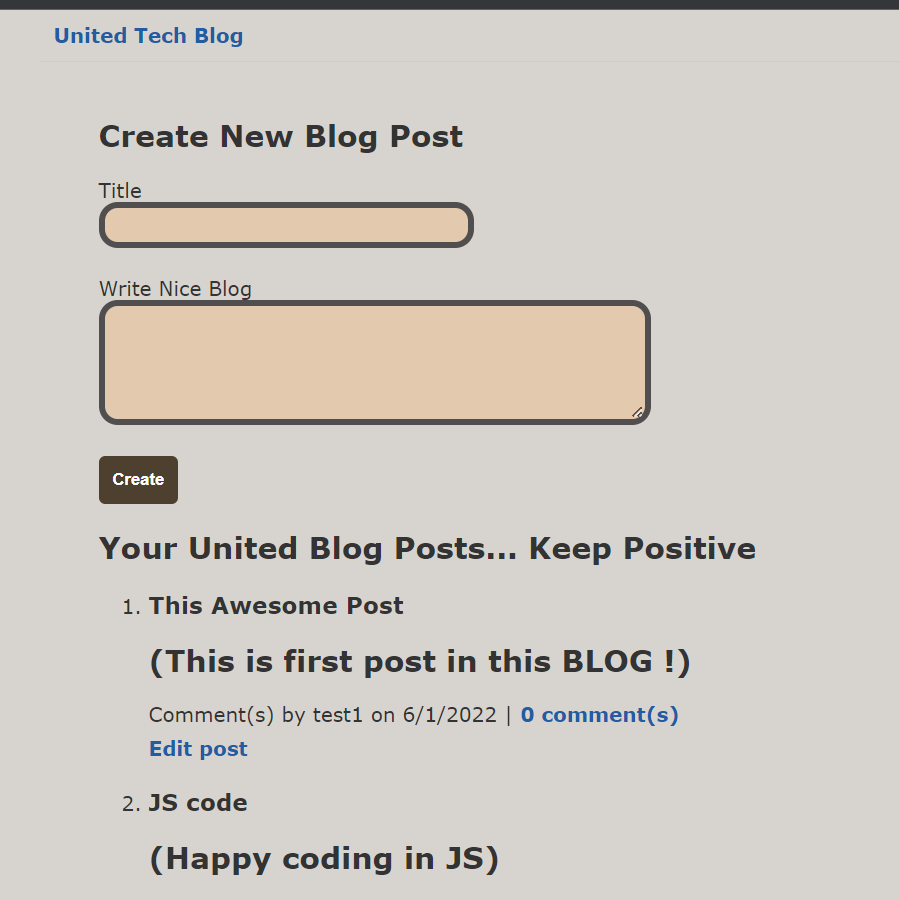 United Tech Blog
Create New Blog Post
Title
Write Nice Blog
Create
Your United Blog Posts... Keep Positive
1. This Awesome Post
(This is first post in this BLOG !)
Comment(s) by test1 on 6/1/2022 | 0 comment(s)
Edit post
2. JS code
(Happy coding in JS)